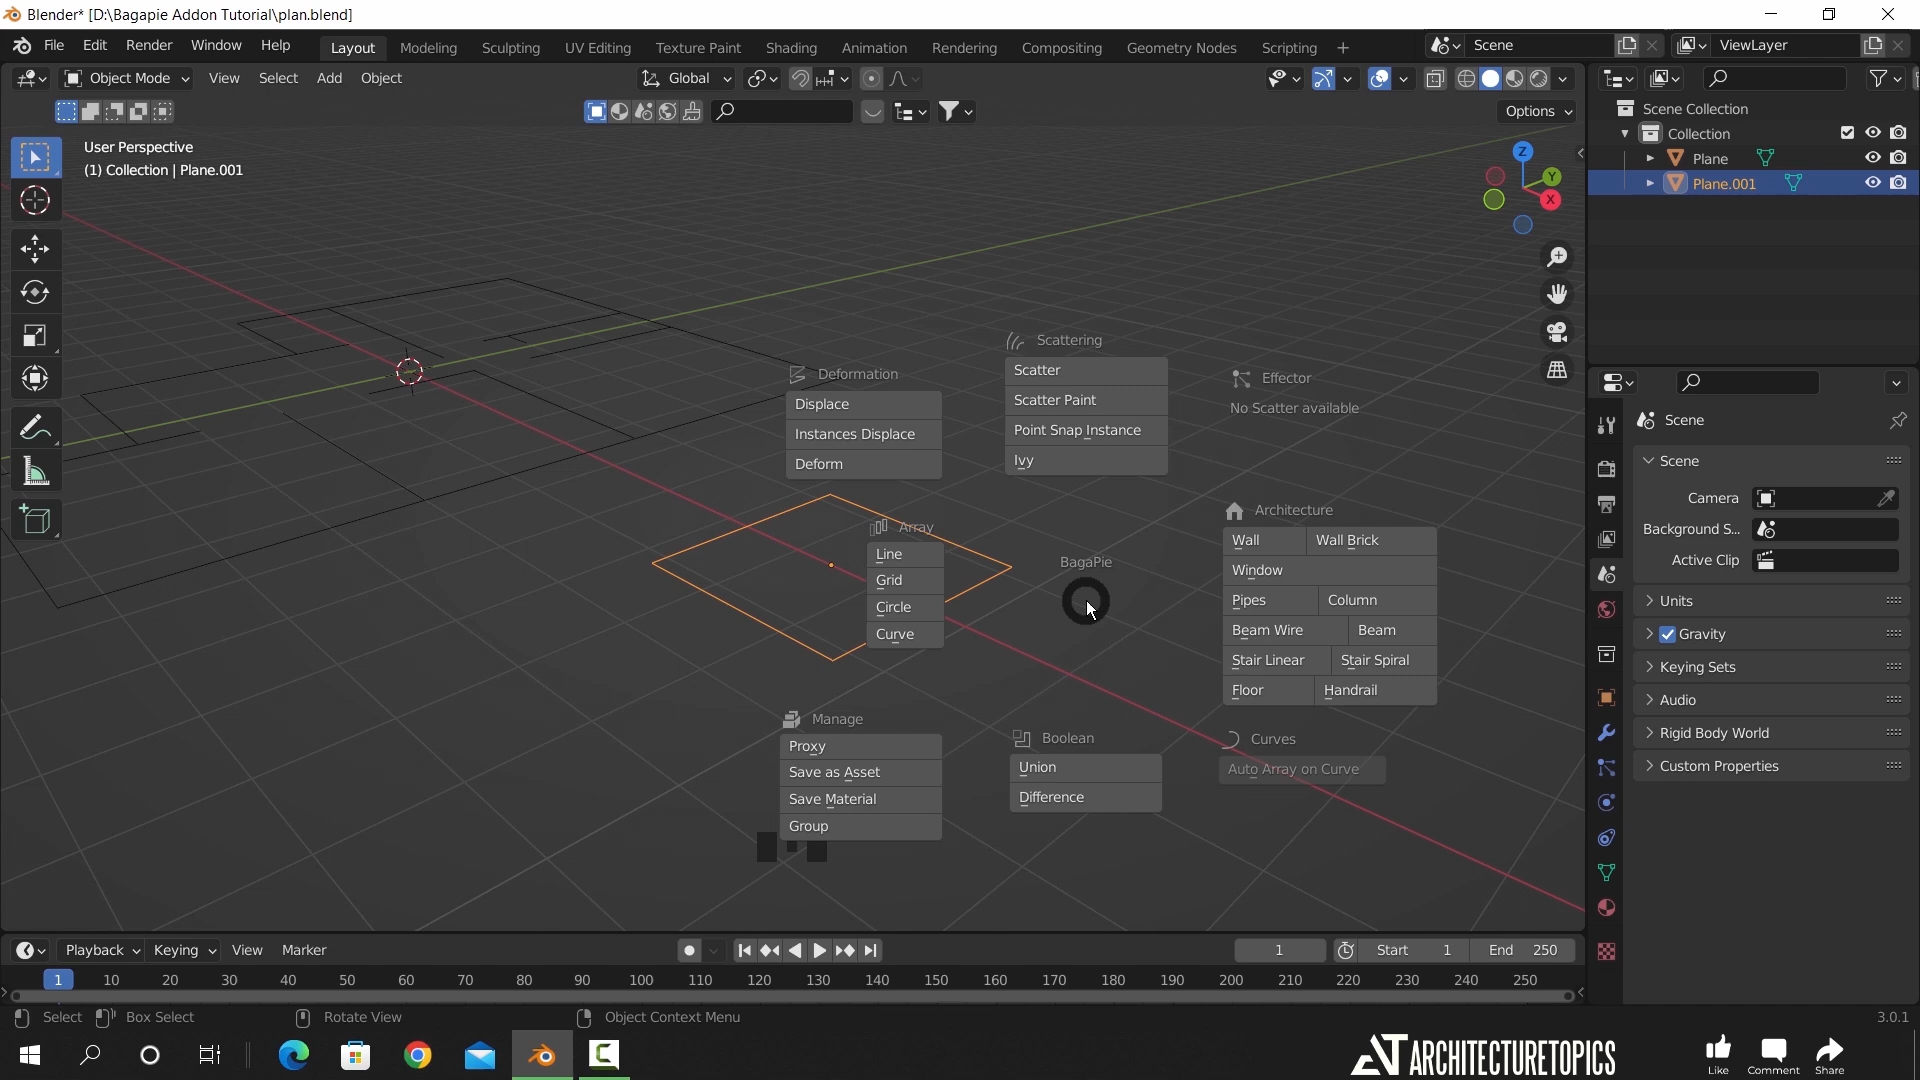 Blender* [D:\Bagapie Addon Tutorial\plan.blend]
File Edit Render Window Help Layout Modeling Sculpting UV Editing Texture Paint Shading Animation Rendering Compositing Geometry Nodes Scripting + Scene ViewLayer
Object Mode View Select Add Object Global
Options
User Perspective
(1) Collection | Plane.001
Z
Y
X
Scene Collection
Collection
Plane
Plane.001
Deformation
Displace
Instances Displace
Deform
Scattering
Scatter
Scatter Paint
Point Snap Instance
Ivy
Effector
No Scatter available
Array
Line
Grid
Circle
Curve
BagaPie
Architecture
Wall Wall Brick
Window
Pipes Column
Beam Wire Beam
Stair Linear Stair Spiral
Floor Handrail
Manage
Proxy
Save as Asset
Save Material
Group
Boolean
Union
Difference
Curves
Auto Array on Curve
Scene
Scene
Camera
Background S...
Active Clip
Units
Gravity
Keying Sets
Audio
Rigid Body World
Custom Properties
Playback Keying View Marker 1 Start 1 End 250
1 10 20 30 40 50 60 70 80 90 100 110 120 130 140 150 160 170 180 190 200 210 220 230 240 250
Select Box Select Rotate View Object Context Menu 3.0.1
ARCHITECTURETOPICS
Like Comment Share